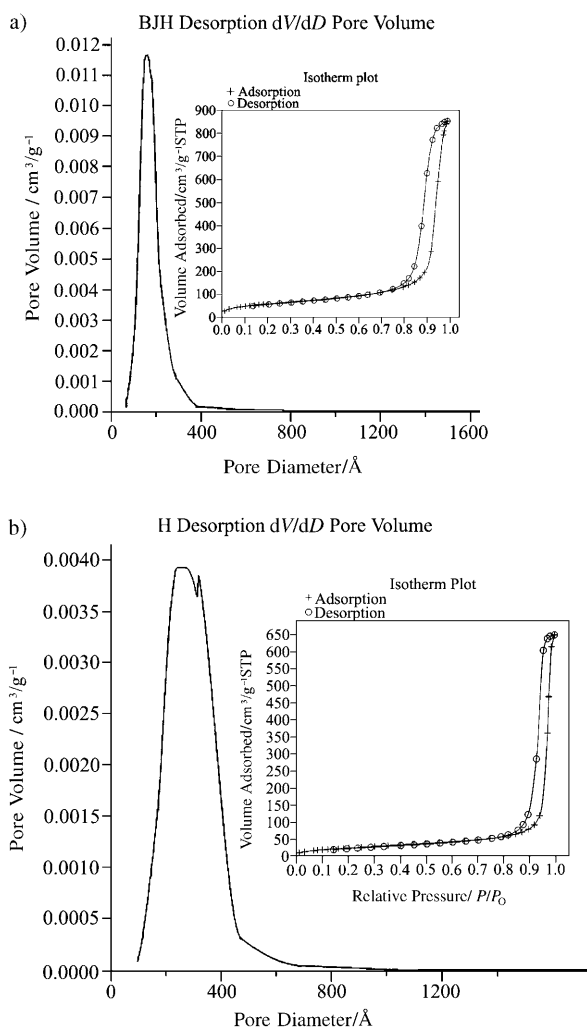 a)
BJH Desorption dV/dD Pore Volume
0.012
0.011
0.010
0.009
0.008
0.007
0.006
0.005
0.004
0.003
0.002
0.001
0.000
Pore Volume / cm³/g⁻¹
0 400 800 1200 1600
Pore Diameter/Å
Isotherm plot
+ Adsorption
○ Desorption
900
800
700
600
500
400
300
200
100
0
Volume Adsorbed/cm³/g⁻¹STP
0.0 0.1 0.2 0.3 0.4 0.5 0.6 0.7 0.8 0.9 1.0
b)
H Desorption dV/dD Pore Volume
0.0040
0.0035
0.0030
0.0025
0.0020
0.0015
0.0010
0.0005
0.0000
Pore Volume / cm³/g⁻¹
0 400 800 1200
Pore Diameter/Å
Isotherm Plot
+ Adsorption
○ Desorption
650
600
550
500
450
400
350
300
250
200
150
100
50
0
Volume Adsorbed/cm³/g⁻¹STP
0.0 0.1 0.2 0.3 0.4 0.5 0.6 0.7 0.8 0.9 1.0
Relative Pressure/ P/P₀